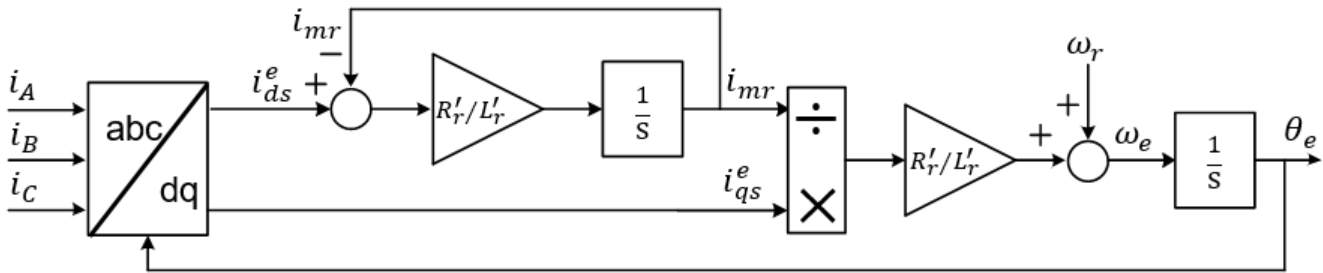 i_mr
−
ω_r
i_A
i^e_ds
+
i_mr
+
abc
R′_r/L′_r
1/s
÷
+
ω_e
1/s
θ_e
i_B
R′_r/L′_r
i^e_qs
i_C
dq
×